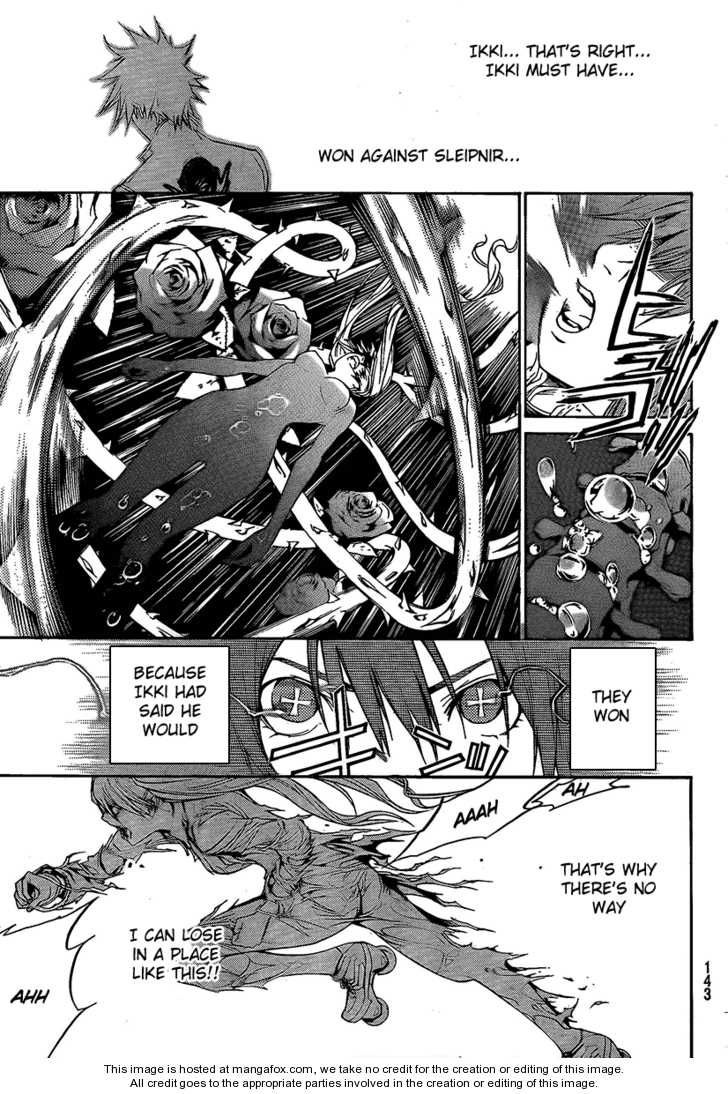 IKKI... THAT'S RIGHT...
IKKI MUST HAVE...
WON AGAINST SLEIPNIR...
BECAUSE
IKKI HAD
SAID HE
WOULD
THEY
WON
AH
AAAH
THAT'S WHY
THERE'S NO
WAY
I CAN LOSE
IN A PLACE
LIKE THIS!!
AHH
143
This image is hosted at mangafox.com, we take no credit for the creation or editing of this image.
All credit goes to the appropriate parties involved in the creation or editing of this image.